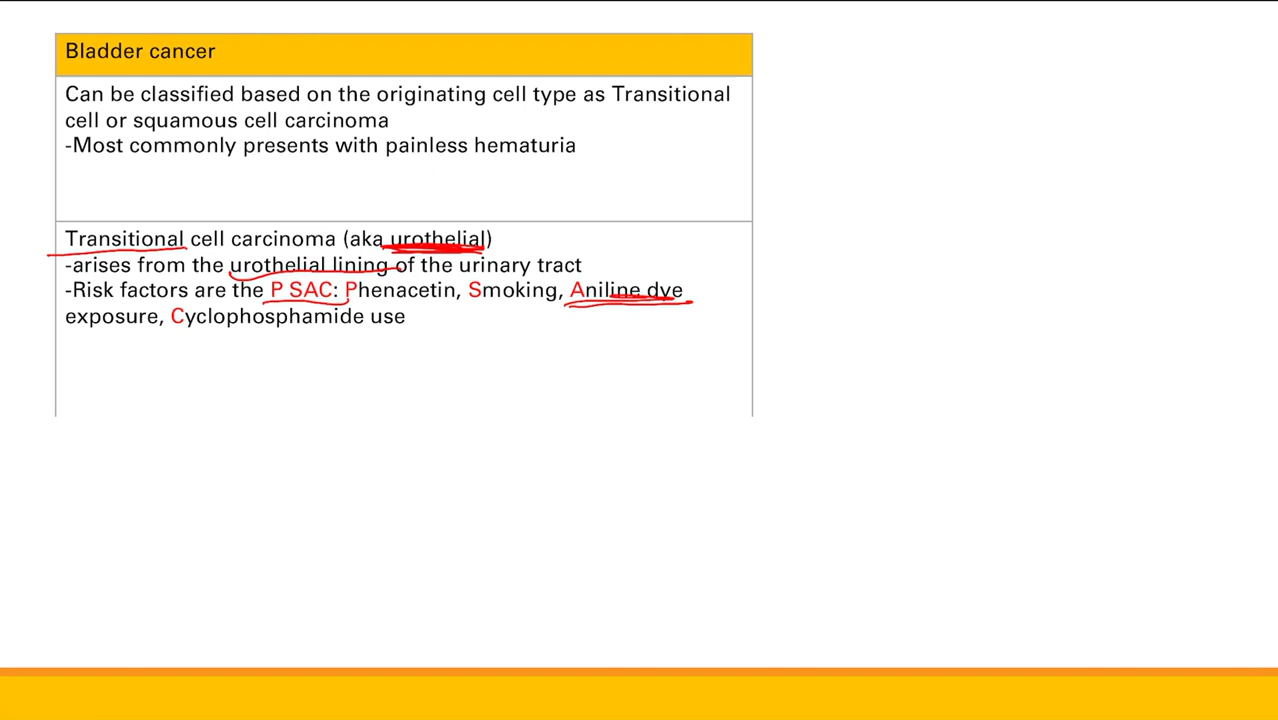 Bladder cancer
Can be classified based on the originating cell type as Transitional
cell or squamous cell carcinoma
-Most commonly presents with painless hematuria
Transitional cell carcinoma (aka urothelial)
-arises from the urothelial lining of the urinary tract
-Risk factors are the P SAC: Phenacetin, Smoking, Aniline dye
exposure, Cyclophosphamide use